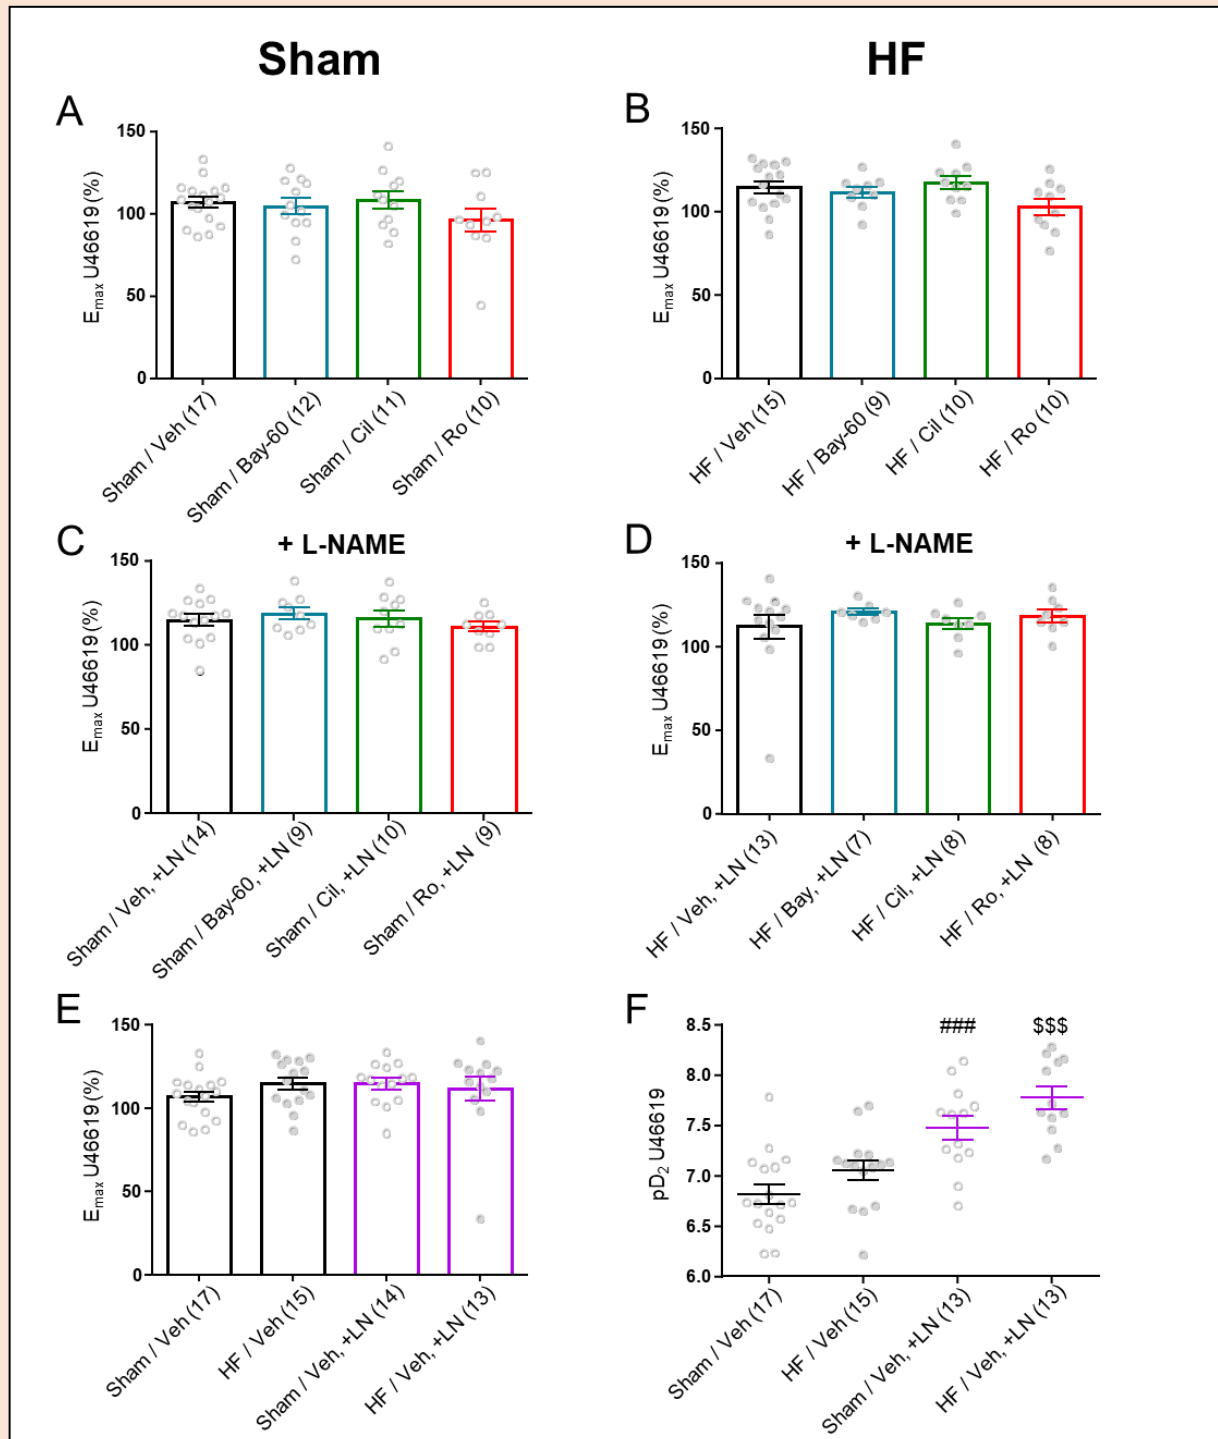 Sham
HF
A
E_max U46619 (%)
150
100
50
0
Sham / Veh (17)
Sham / Bay-60 (12)
Sham / Cil (11)
Sham / Ro (10)
B
E_max U46619 (%)
150
100
50
0
HF / Veh (15)
HF / Bay-60 (9)
HF / Cil (10)
HF / Ro (10)
C
+ L-NAME
E_max U46619 (%)
150
100
50
0
Sham / Veh, +LN (14)
Sham / Bay-60, +LN (9)
Sham / Cil, +LN (10)
Sham / Ro, +LN (9)
D
+ L-NAME
E_max U46619 (%)
150
100
50
0
HF / Veh, +LN (13)
HF / Bay, +LN (7)
HF / Cil, +LN (8)
HF / Ro, +LN (8)
E
E_max U46619 (%)
150
100
50
0
Sham / Veh (17)
HF / Veh (15)
Sham / Veh, +LN (14)
HF / Veh, +LN (13)
F
pD₂ U46619
8.5
8.0
7.5
7.0
6.5
6.0
###
$$$
Sham / Veh (17)
HF / Veh (15)
Sham / Veh, +LN (13)
HF / Veh, +LN (13)